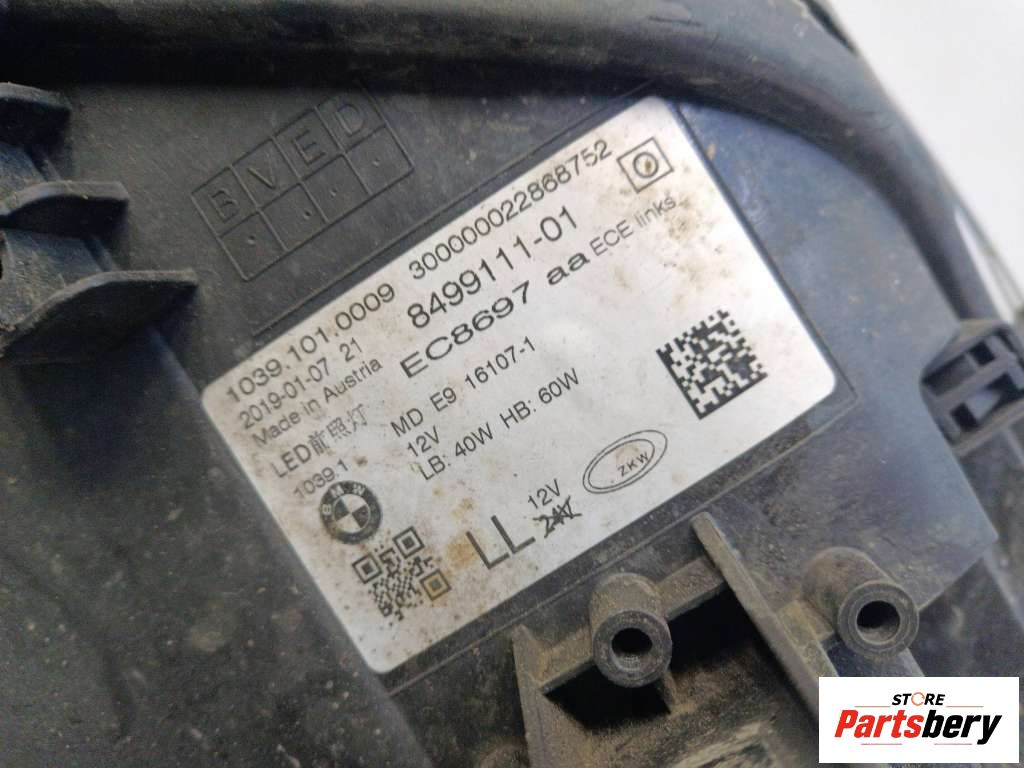 BVED
1039.101.0009 30000022868752
2019-01-07 21 8499111-01
Made in Austria EC8697 aa ECE links
LED前照灯 MD E9 16107-1
1039.1 12V
LB: 40W HB: 60W
BMW
LL 12V
24V
ZKW
STORE
Partsbery